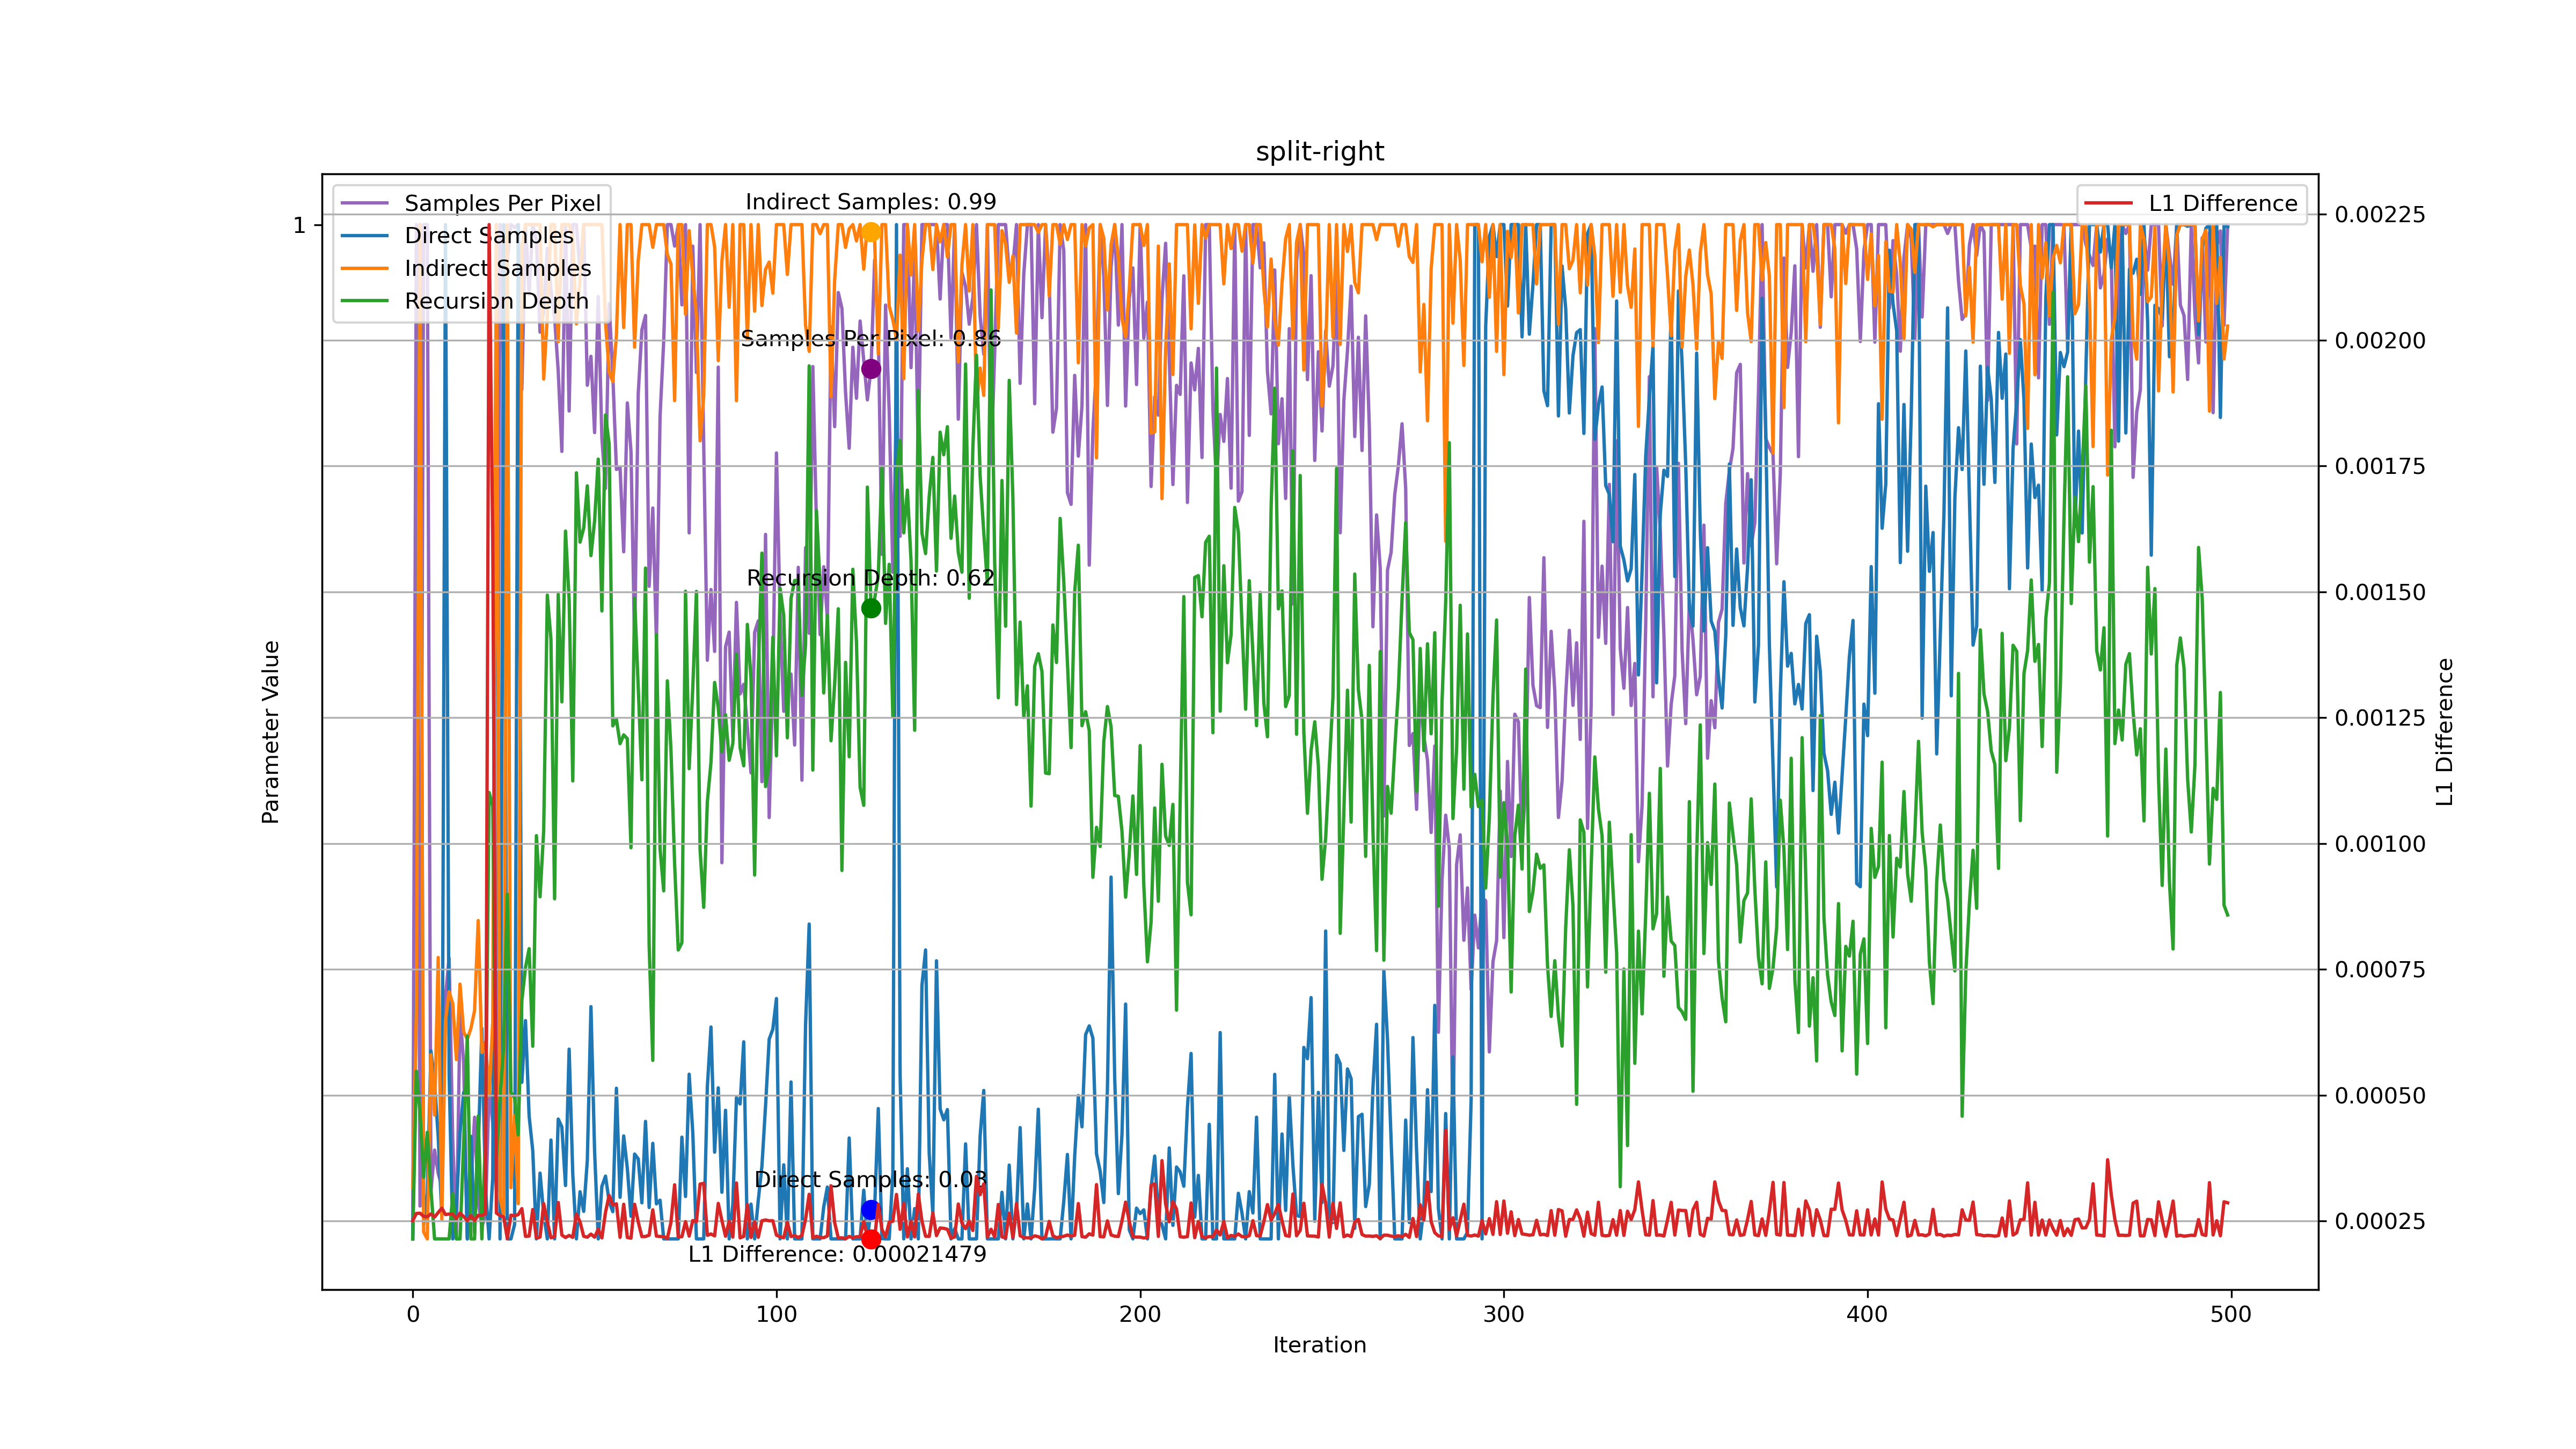 split-right
Samples Per Pixel
Direct Samples
Indirect Samples
Recursion Depth
L1 Difference
Indirect Samples: 0.99
Samples Per Pixel: 0.86
Recursion Depth: 0.62
Direct Samples: 0.03
L1 Difference: 0.00021479
1
Parameter Value
0.00225
0.00200
0.00175
0.00150
0.00125
0.00100
0.00075
0.00050
0.00025
L1 Difference
0 100 200 300 400 500
Iteration